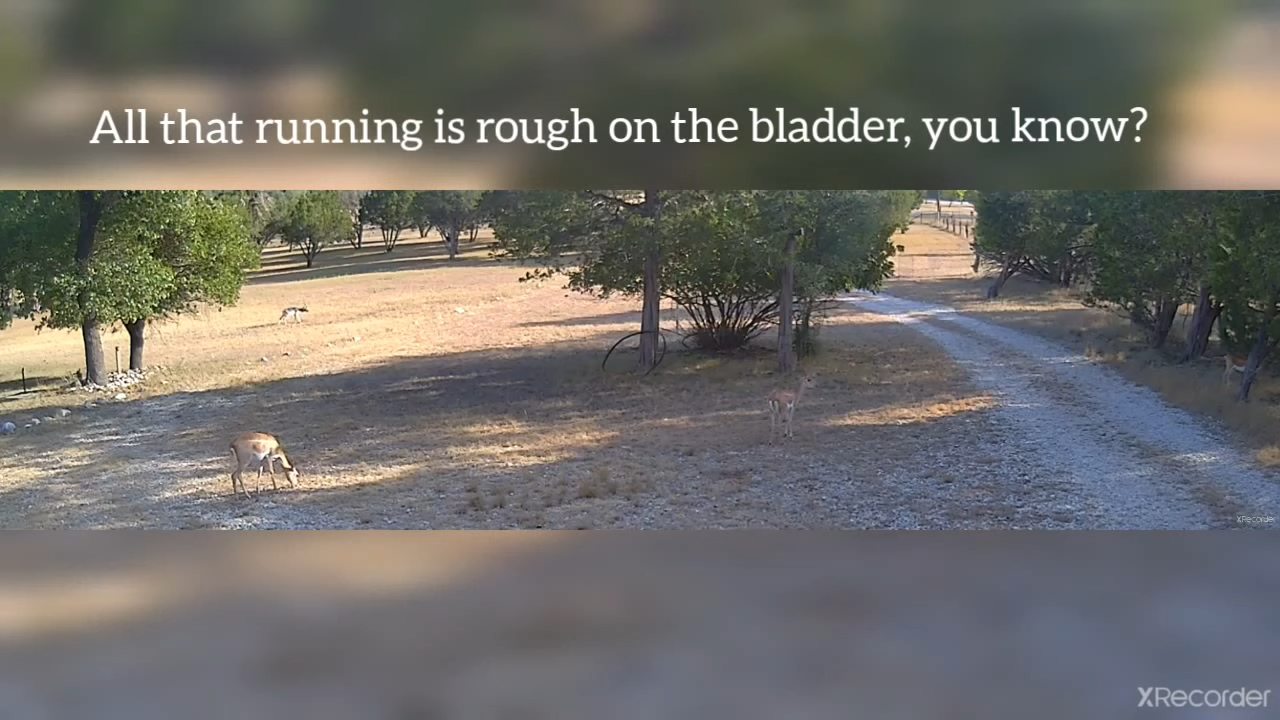 All that running is rough on the bladder, you know?
XRecorder
XRecorder